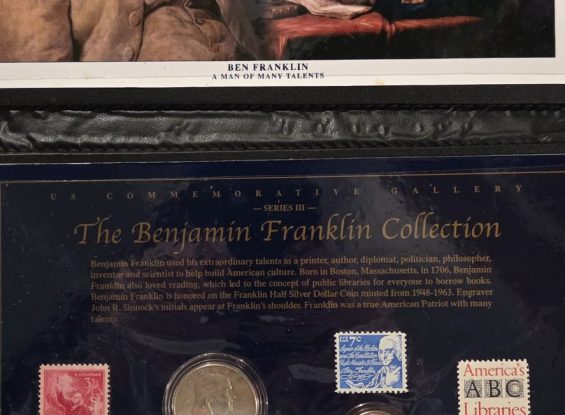 BEN FRANKLIN
A MAN OF MANY TALENTS
US COMMEMORATIVE GALLERY
— SERIES III —
The Benjamin Franklin Collection
Benjamin Franklin used his extraordinary talents as a printer, author, diplomat, politician, philosopher,
inventor and scientist to help build American culture. Born in Boston, Massachusetts, in 1706, Benjamin
Franklin also loved reading, which led to the concept of public libraries for everyone to borrow books.
Benjamin Franklin is honored on the Franklin Half Silver Dollar Coin minted from 1948-1963. Engraver
John R. Sinnock's initials appear at Franklin's shoulder. Franklin was a true American Patriot with many
talents.
7c
America's
ABC
Libraries